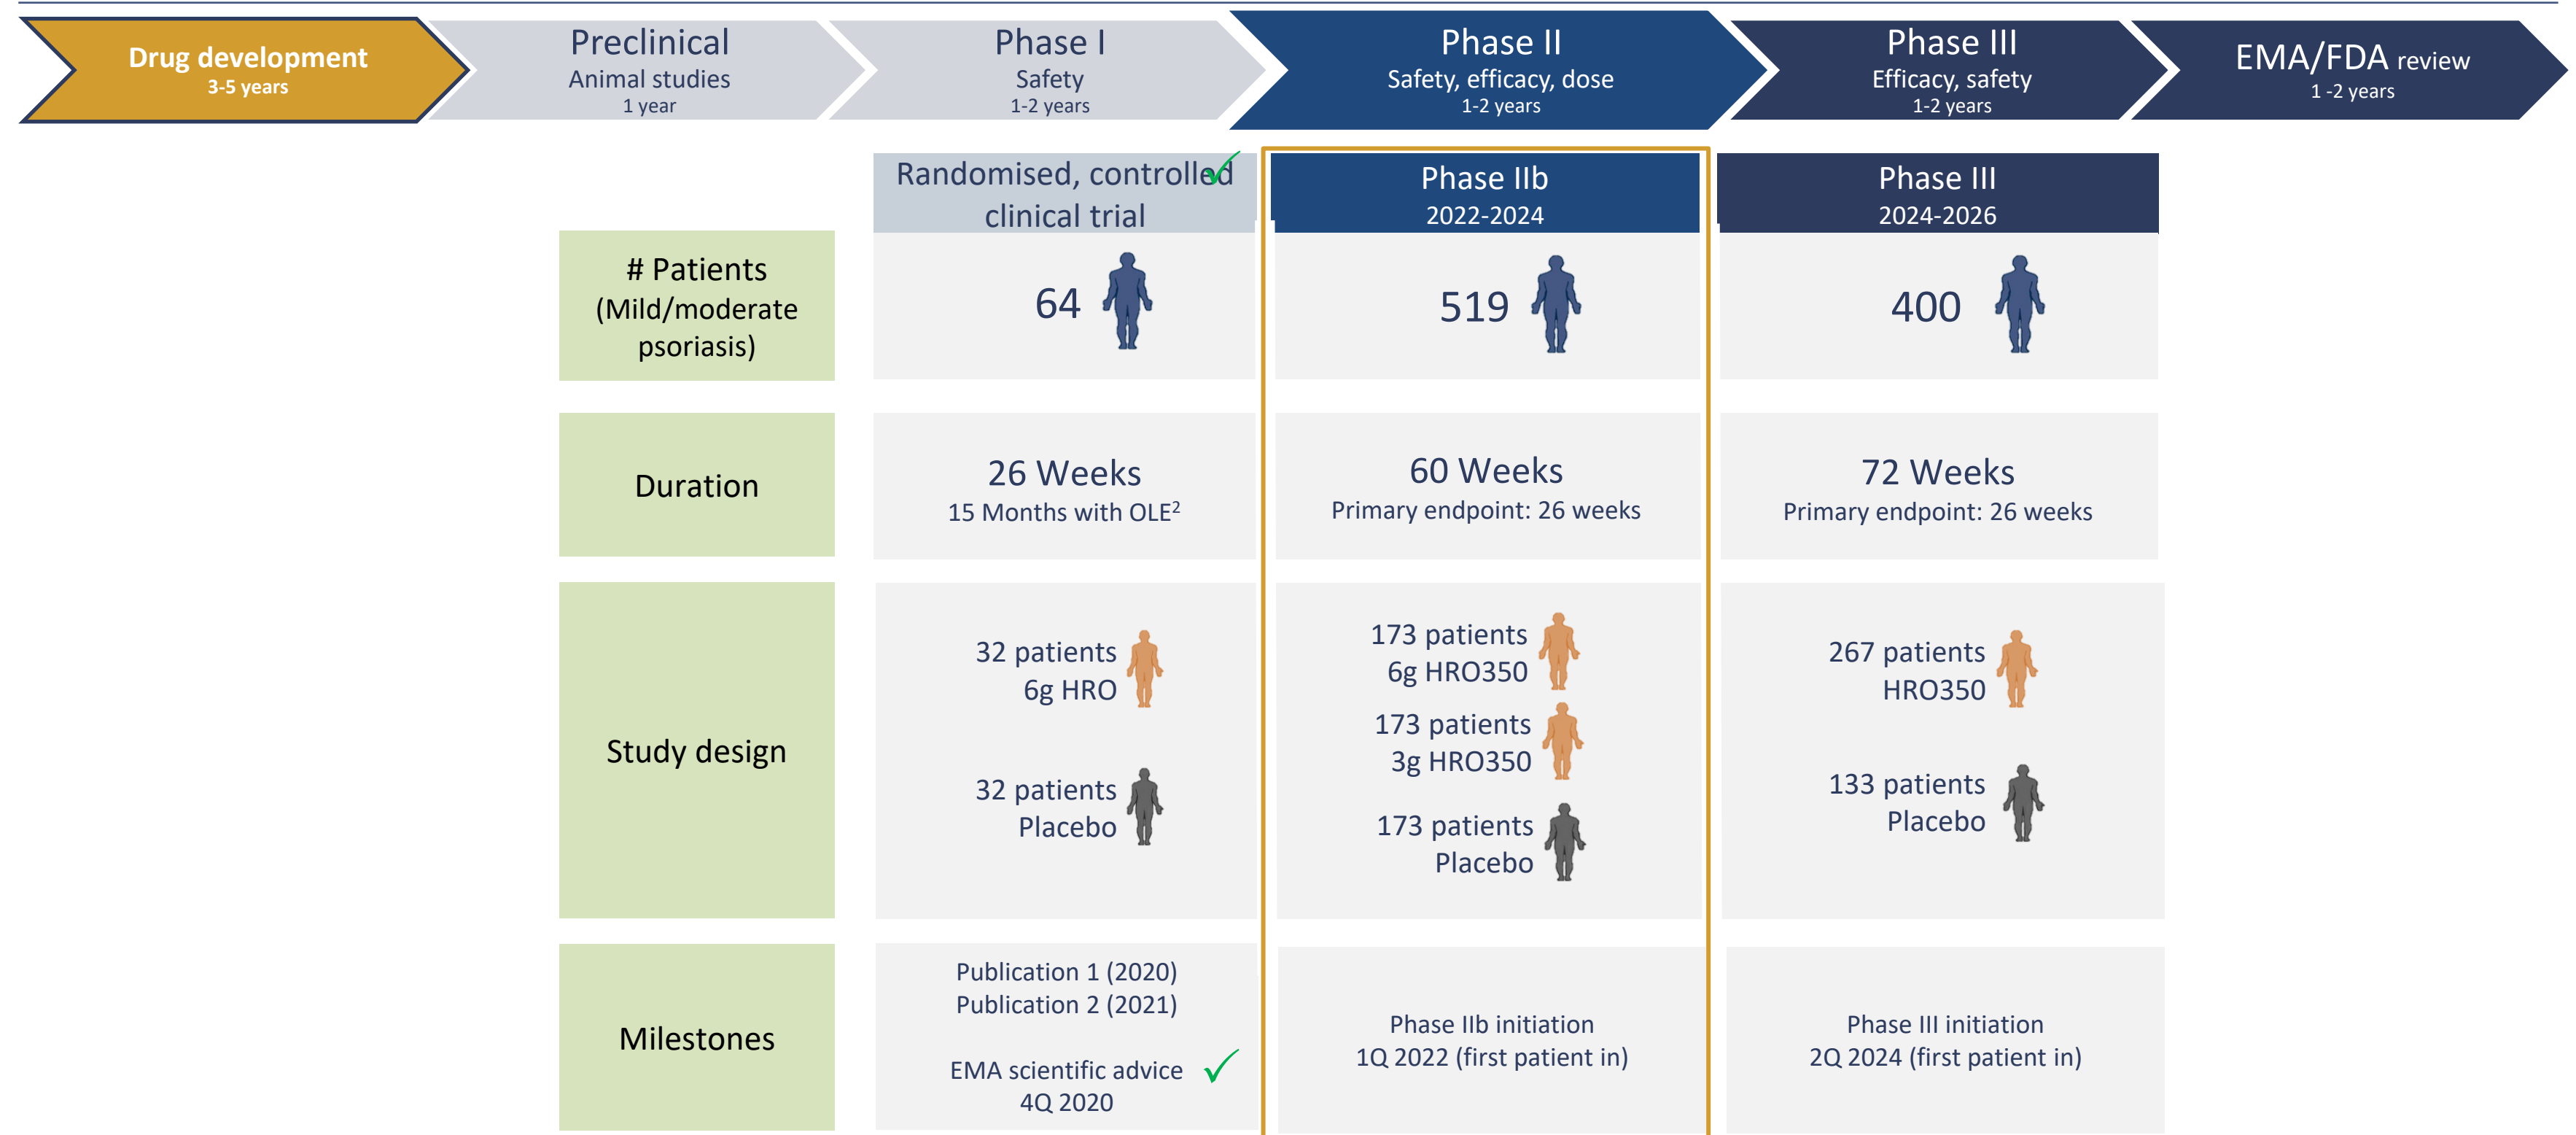 Drug development
3-5 years
Preclinical
Animal studies
1 year
Phase I
Safety
1-2 years
Phase II
Safety, efficacy, dose
1-2 years
Phase III
Efficacy, safety
1-2 years
EMA/FDA review
1 -2 years
Randomised, controlled
clinical trial
Phase IIb
2022-2024
Phase III
2024-2026
# Patients
(Mild/moderate
psoriasis)
64
519
400
Duration
26 Weeks
15 Months with OLE²
60 Weeks
Primary endpoint: 26 weeks
72 Weeks
Primary endpoint: 26 weeks
Study design
32 patients
6g HRO
32 patients
Placebo
173 patients
6g HRO350
173 patients
3g HRO350
173 patients
Placebo
267 patients
HRO350
133 patients
Placebo
Milestones
Publication 1 (2020)
Publication 2 (2021)
EMA scientific advice
4Q 2020
Phase IIb initiation
1Q 2022 (first patient in)
Phase III initiation
2Q 2024 (first patient in)